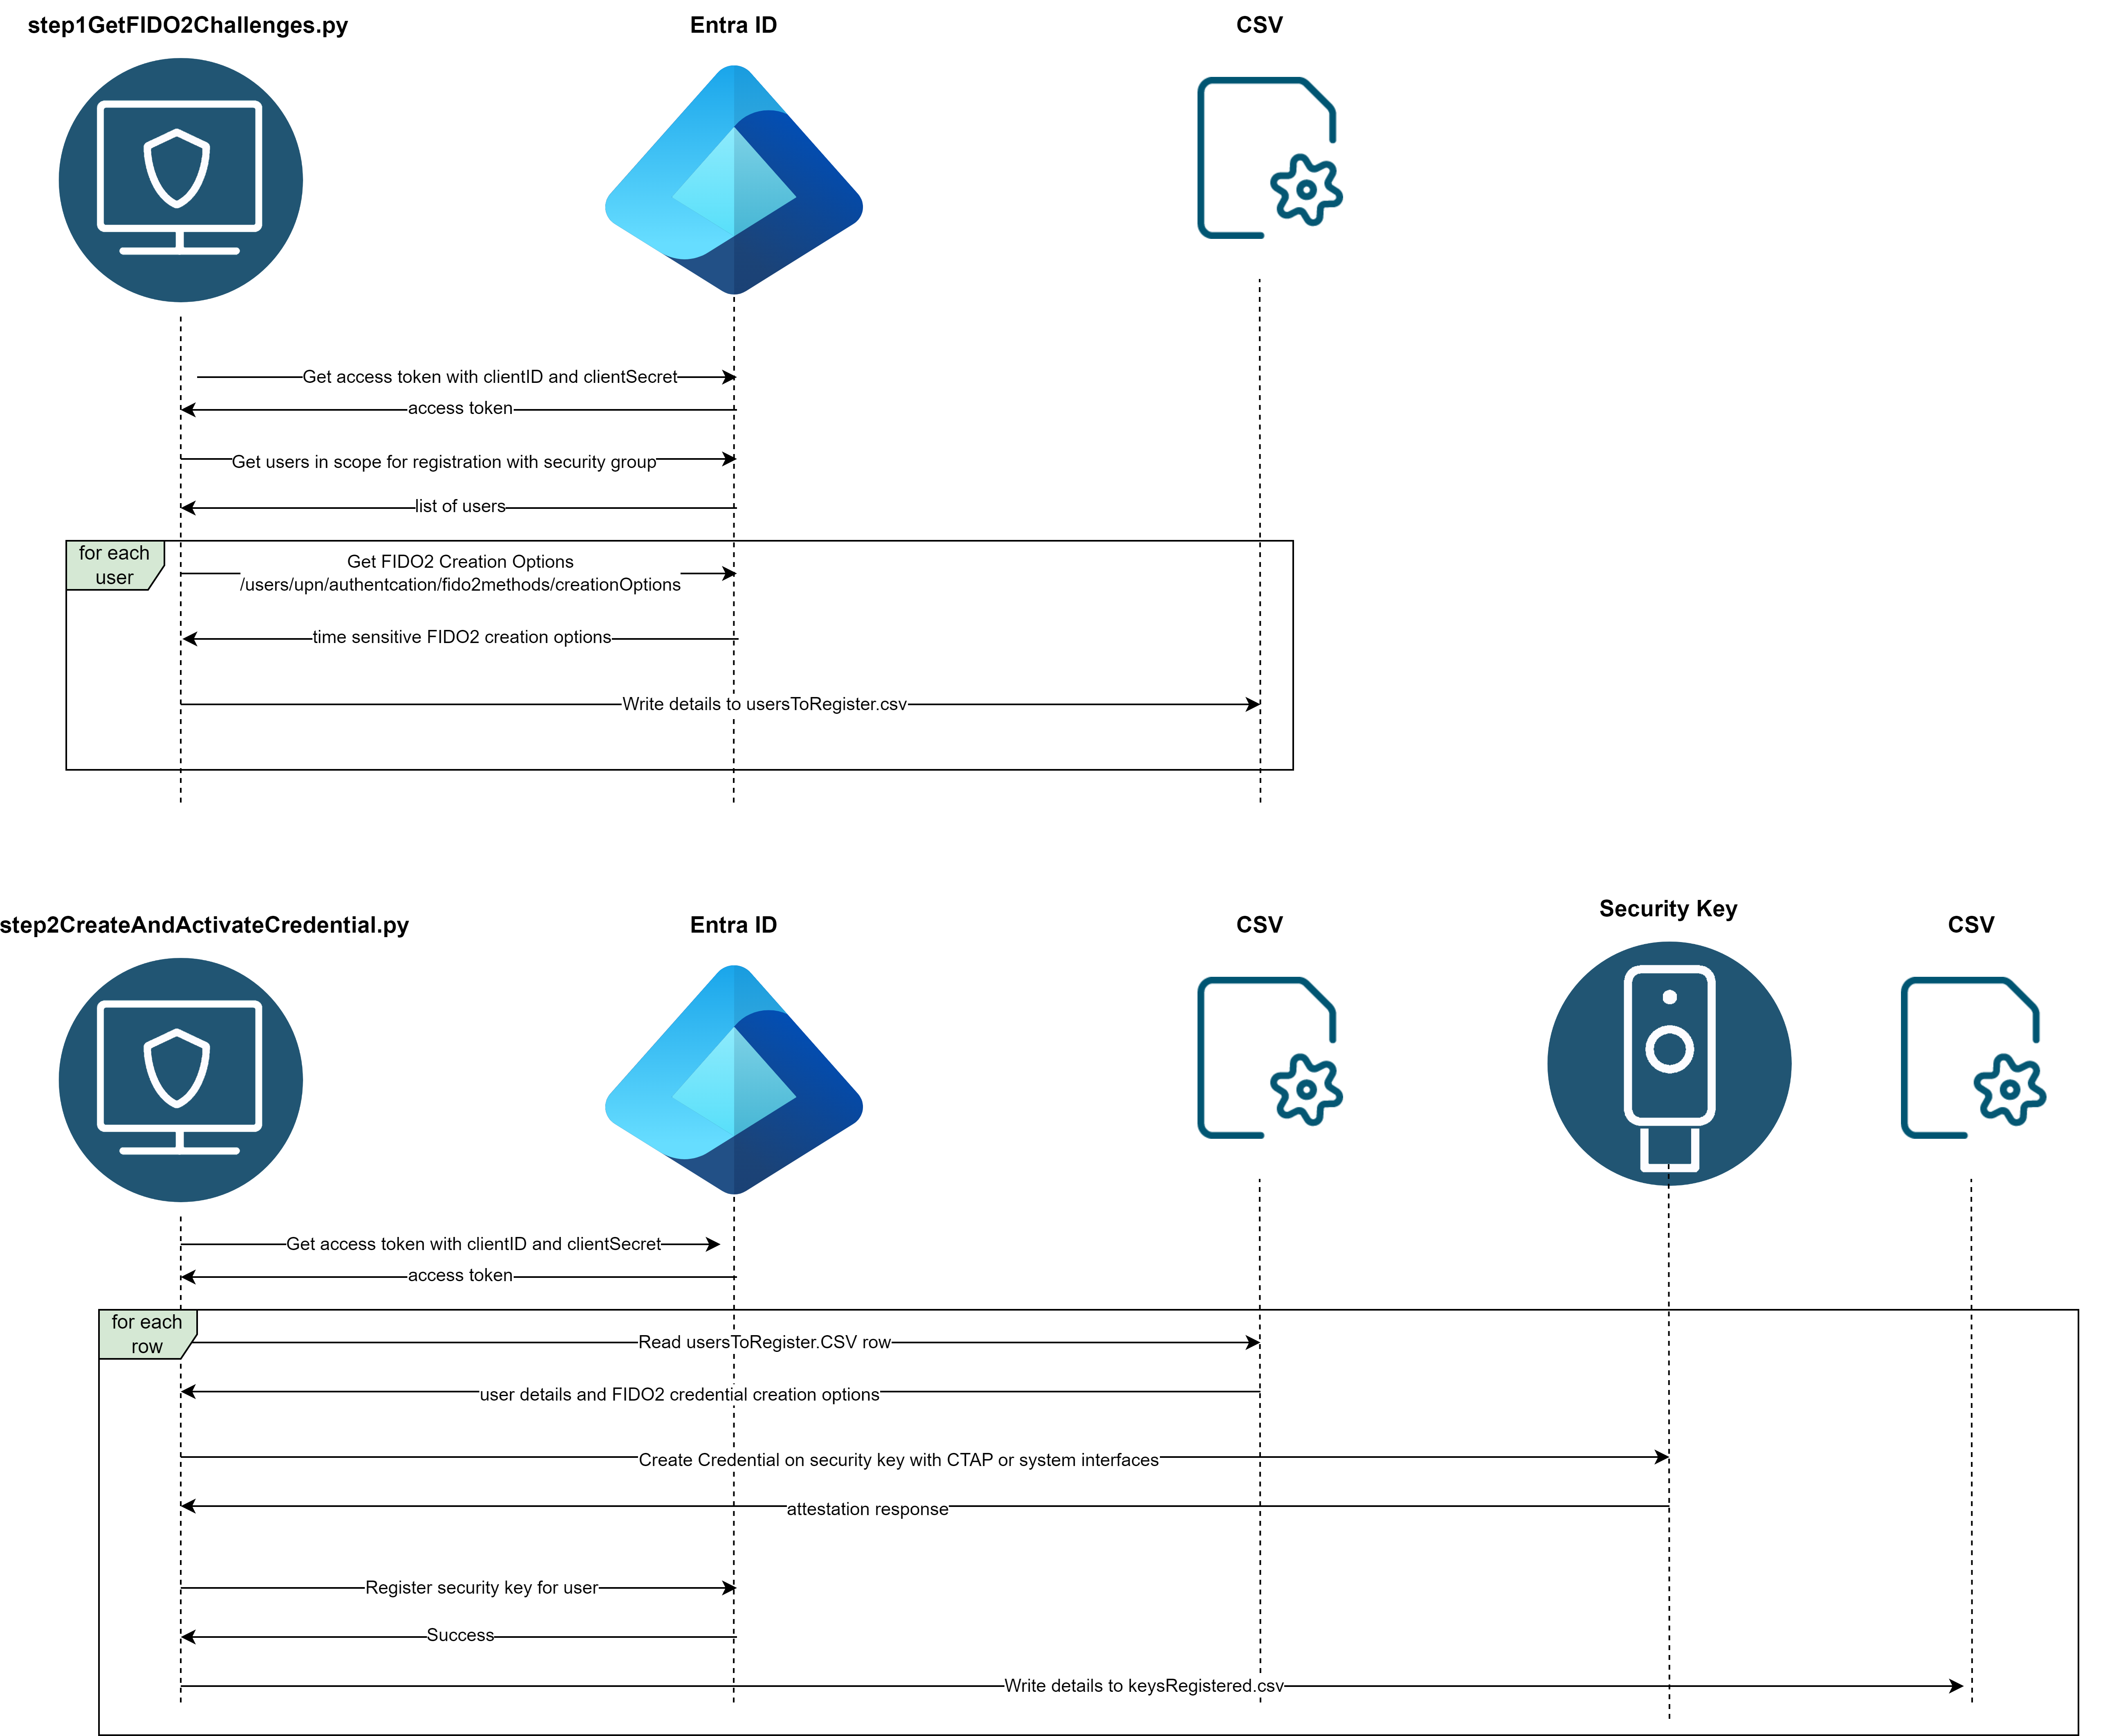 step1GetFIDO2Challenges.py
Entra ID
CSV
Get access token with clientID and clientSecret
access token
Get users in scope for registration with security group
list of users
for each
user
Get FIDO2 Creation Options
/users/upn/authentcation/fido2methods/creationOptions
time sensitive FIDO2 creation options
Write details to usersToRegister.csv
step2CreateAndActivateCredential.py
Entra ID
CSV
Security Key
CSV
Get access token with clientID and clientSecret
access token
for each
row
Read usersToRegister.CSV row
user details and FIDO2 credential creation options
Create Credential on security key with CTAP or system interfaces
attestation response
Register security key for user
Success
Write details to keysRegistered.csv